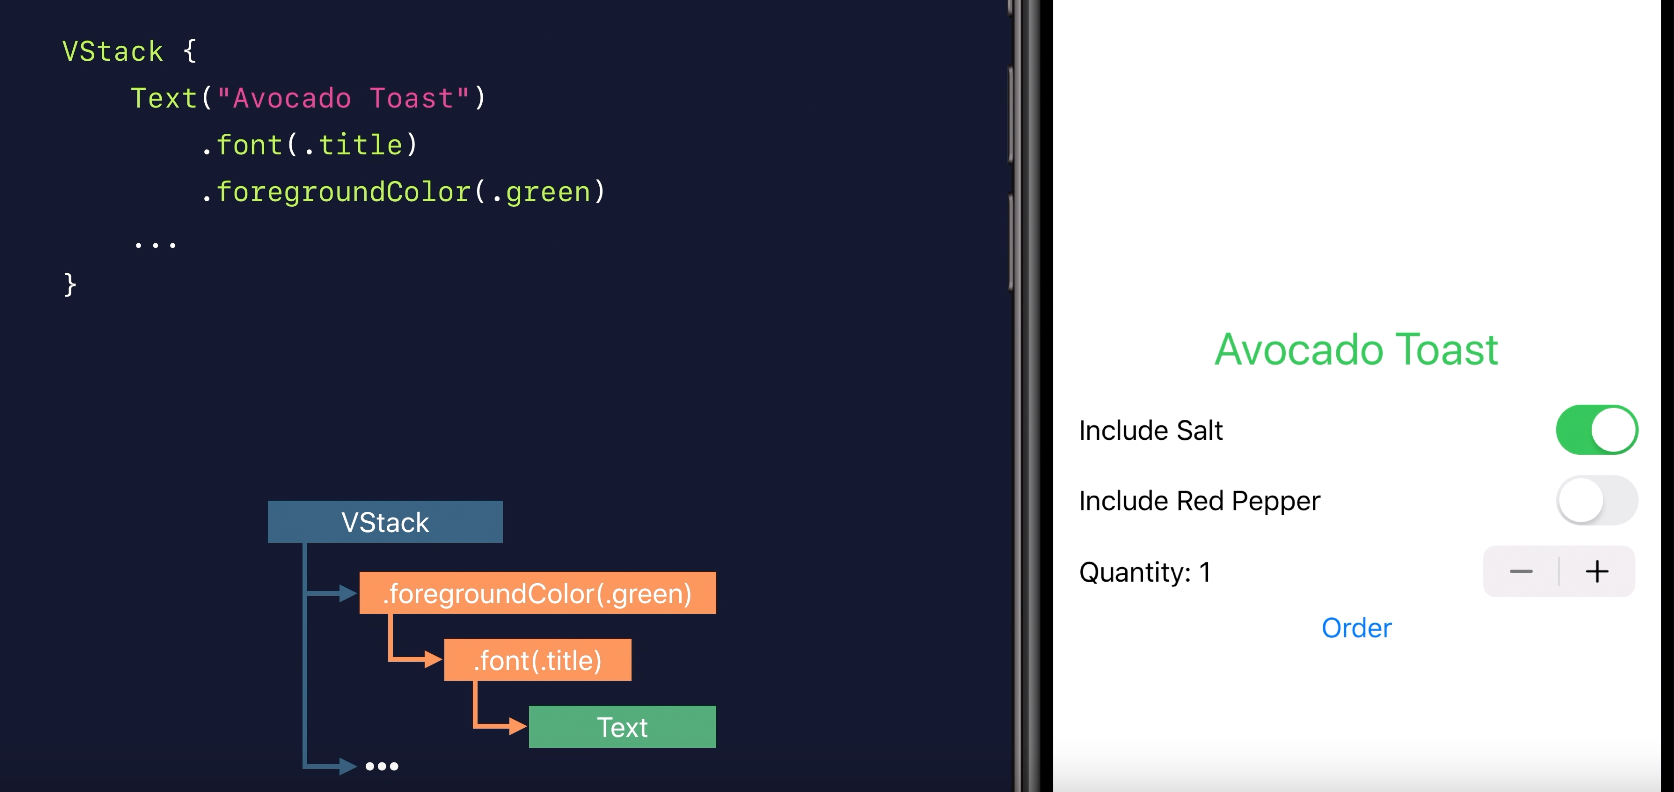 VStack {
    Text("Avocado Toast")
        .font(.title)
        .foregroundColor(.green)
    ...
}
VStack
.foregroundColor(.green)
.font(.title)
Text
•••
Avocado Toast
Include Salt
Include Red Pepper
Quantity: 1
− +
Order